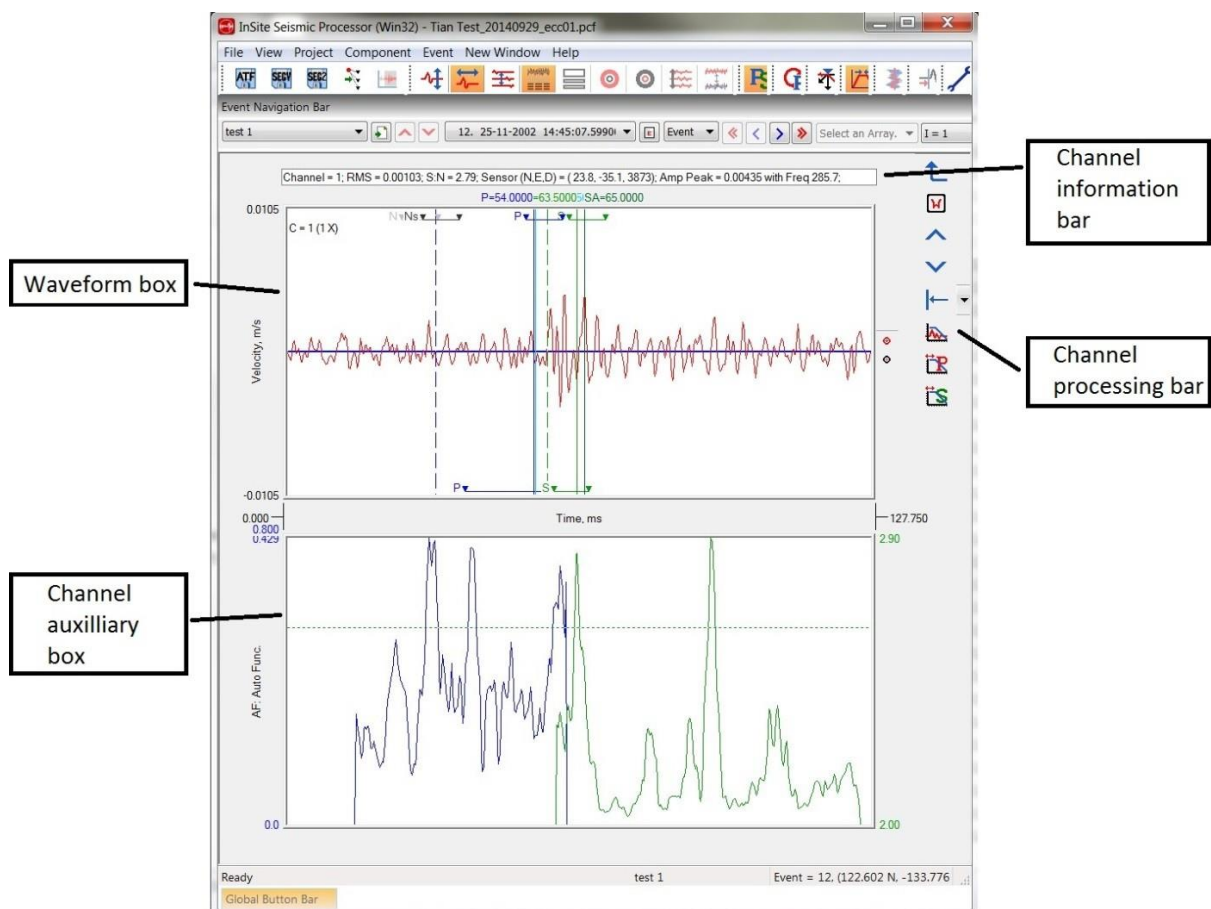 InSite Seismic Processor (Win32) - Tian Test_20140929_ecc01.pcf
File View Project Component Event New Window Help
ATF SEGY SEG2
Event Navigation Bar
test 1 12. 25-11-2002 14:45:07.5990 E Event Select an Array. I = 1
Channel = 1; RMS = 0.00103; S:N = 2.79; Sensor (N,E,D) = ( 23.8, -35.1, 3873); Amp Peak = 0.00435 with Freq 285.7;
P=54.0000 =63.5000 SA=65.0000
0.0105
N Ns P S
C = 1 (1X)
Velocity, m/s
P S
-0.0105
0.000 Time, ms 127.750
0.800
0.429 2.90
AF: Auto Func.
0.0 2.00
Ready test 1 Event = 12, (122.602 N, -133.776
Global Button Bar
Waveform box
Channel
auxilliary
box
Channel
information
bar
Channel
processing bar